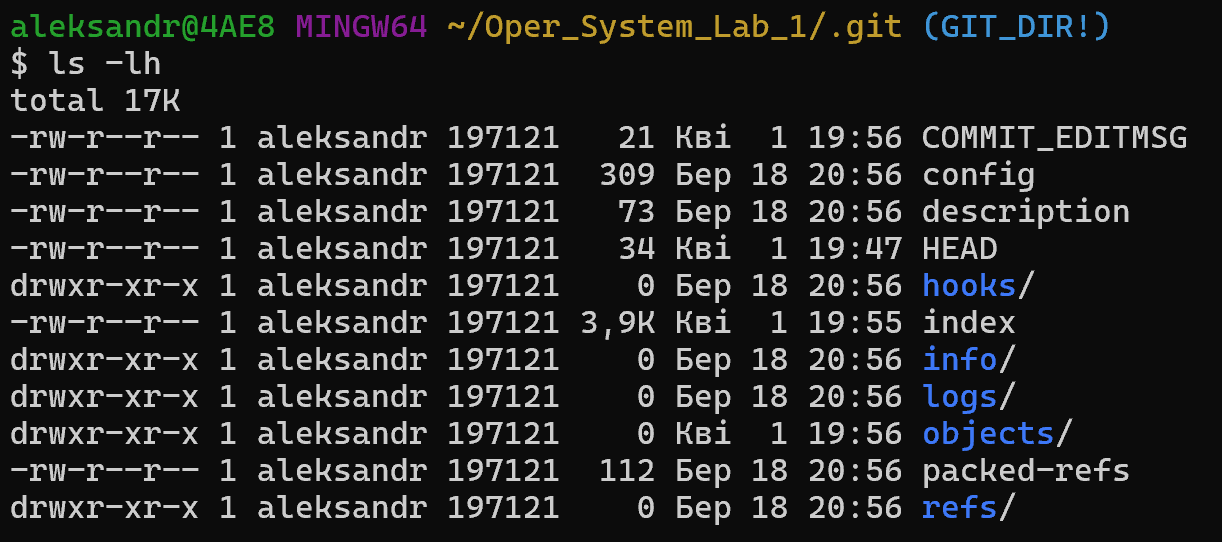 aleksandr@4AE8 MINGW64 ~/Oper_System_Lab_1/.git (GIT_DIR!)
$ ls -lh
total 17K
-rw-r--r-- 1 aleksandr 197121   21 Кві  1 19:56 COMMIT_EDITMSG
-rw-r--r-- 1 aleksandr 197121  309 Бер 18 20:56 config
-rw-r--r-- 1 aleksandr 197121   73 Бер 18 20:56 description
-rw-r--r-- 1 aleksandr 197121   34 Кві  1 19:47 HEAD
drwxr-xr-x 1 aleksandr 197121    0 Бер 18 20:56 hooks/
-rw-r--r-- 1 aleksandr 197121 3,9K Кві  1 19:55 index
drwxr-xr-x 1 aleksandr 197121    0 Бер 18 20:56 info/
drwxr-xr-x 1 aleksandr 197121    0 Бер 18 20:56 logs/
drwxr-xr-x 1 aleksandr 197121    0 Кві  1 19:56 objects/
-rw-r--r-- 1 aleksandr 197121  112 Бер 18 20:56 packed-refs
drwxr-xr-x 1 aleksandr 197121    0 Бер 18 20:56 refs/